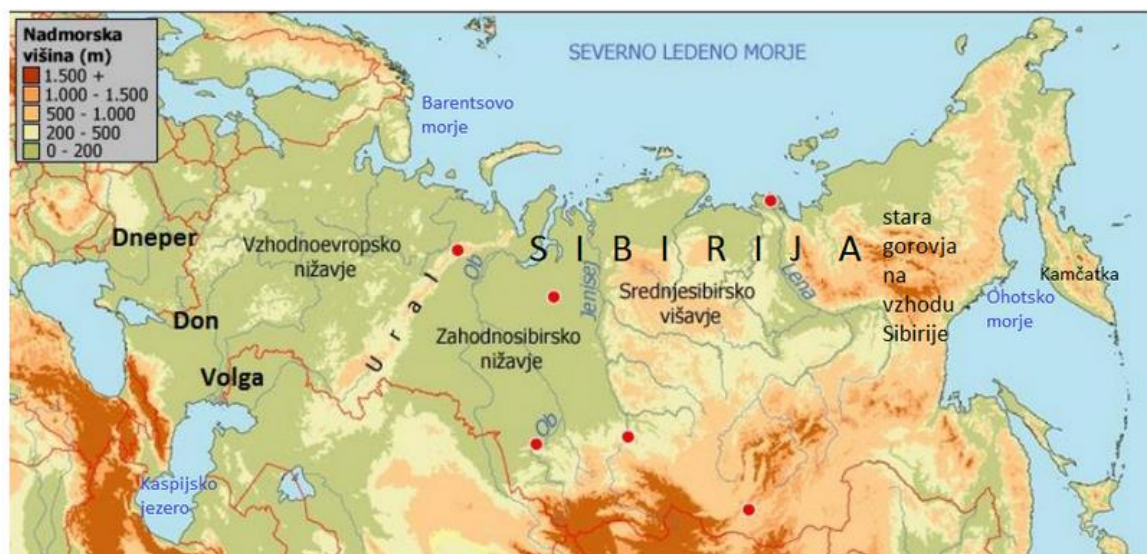 Nadmorska
višina (m)
1.500 +
1.000 - 1.500
500 - 1.000
200 - 500
0 - 200
SEVERNO LEDENO MORJE
Barentsovo
morje
Dneper
Vzhodnoevropsko
nižavje
Ural
Ob
SIBIRIJA
Jenisej
Srednjesibirsko
višavje
Lena
stara
gorovja
na
vzhodu
Sibirije
Kamčatka
Ohotsko
morje
Don
Zahodnosibirsko
nižavje
Volga
Ob
Kaspijsko
jezero